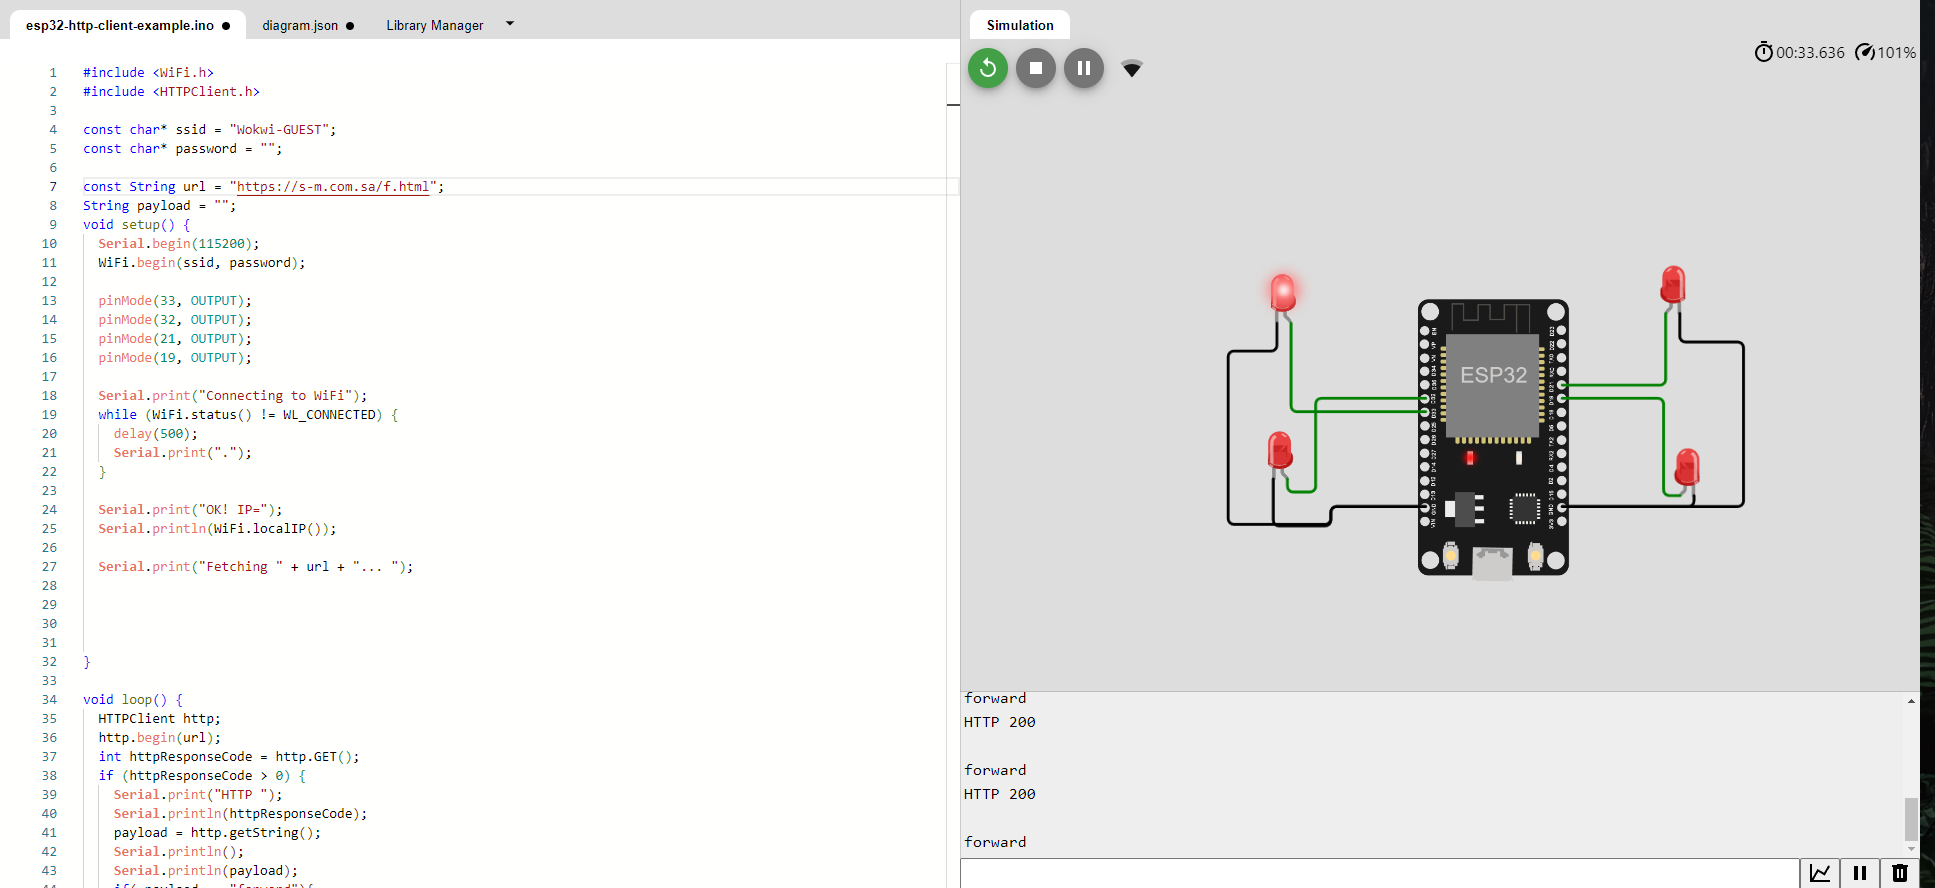 esp32-http-client-example.ino
diagram.json
Library Manager
1 #include <WiFi.h>
2 #include <HTTPClient.h>
3
4 const char* ssid = "Wokwi-GUEST";
5 const char* password = "";
6
7 const String url = "https://s-m.com.sa/f.html";
8 String payload = "";
9 void setup() {
10 Serial.begin(115200);
11 WiFi.begin(ssid, password);
12
13 pinMode(33, OUTPUT);
14 pinMode(32, OUTPUT);
15 pinMode(21, OUTPUT);
16 pinMode(19, OUTPUT);
17
18 Serial.print("Connecting to WiFi");
19 while (WiFi.status() != WL_CONNECTED) {
20 delay(500);
21 Serial.print(".");
22 }
23
24 Serial.print("OK! IP=");
25 Serial.println(WiFi.localIP());
26
27 Serial.print("Fetching " + url + "... ");
28
29
30
31
32 }
33
34 void loop() {
35 HTTPClient http;
36 http.begin(url);
37 int httpResponseCode = http.GET();
38 if (httpResponseCode > 0) {
39 Serial.print("HTTP ");
40 Serial.println(httpResponseCode);
41 payload = http.getString();
42 Serial.println();
43 Serial.println(payload);
Simulation
00:33.636
101%
ESP32
forward
HTTP 200
forward
HTTP 200
forward